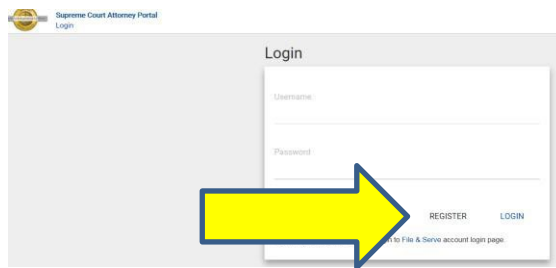 Supreme Court Attorney Portal
Login
Login
Username:
Password:
REGISTER
LOGIN
to File & Serve account login page.